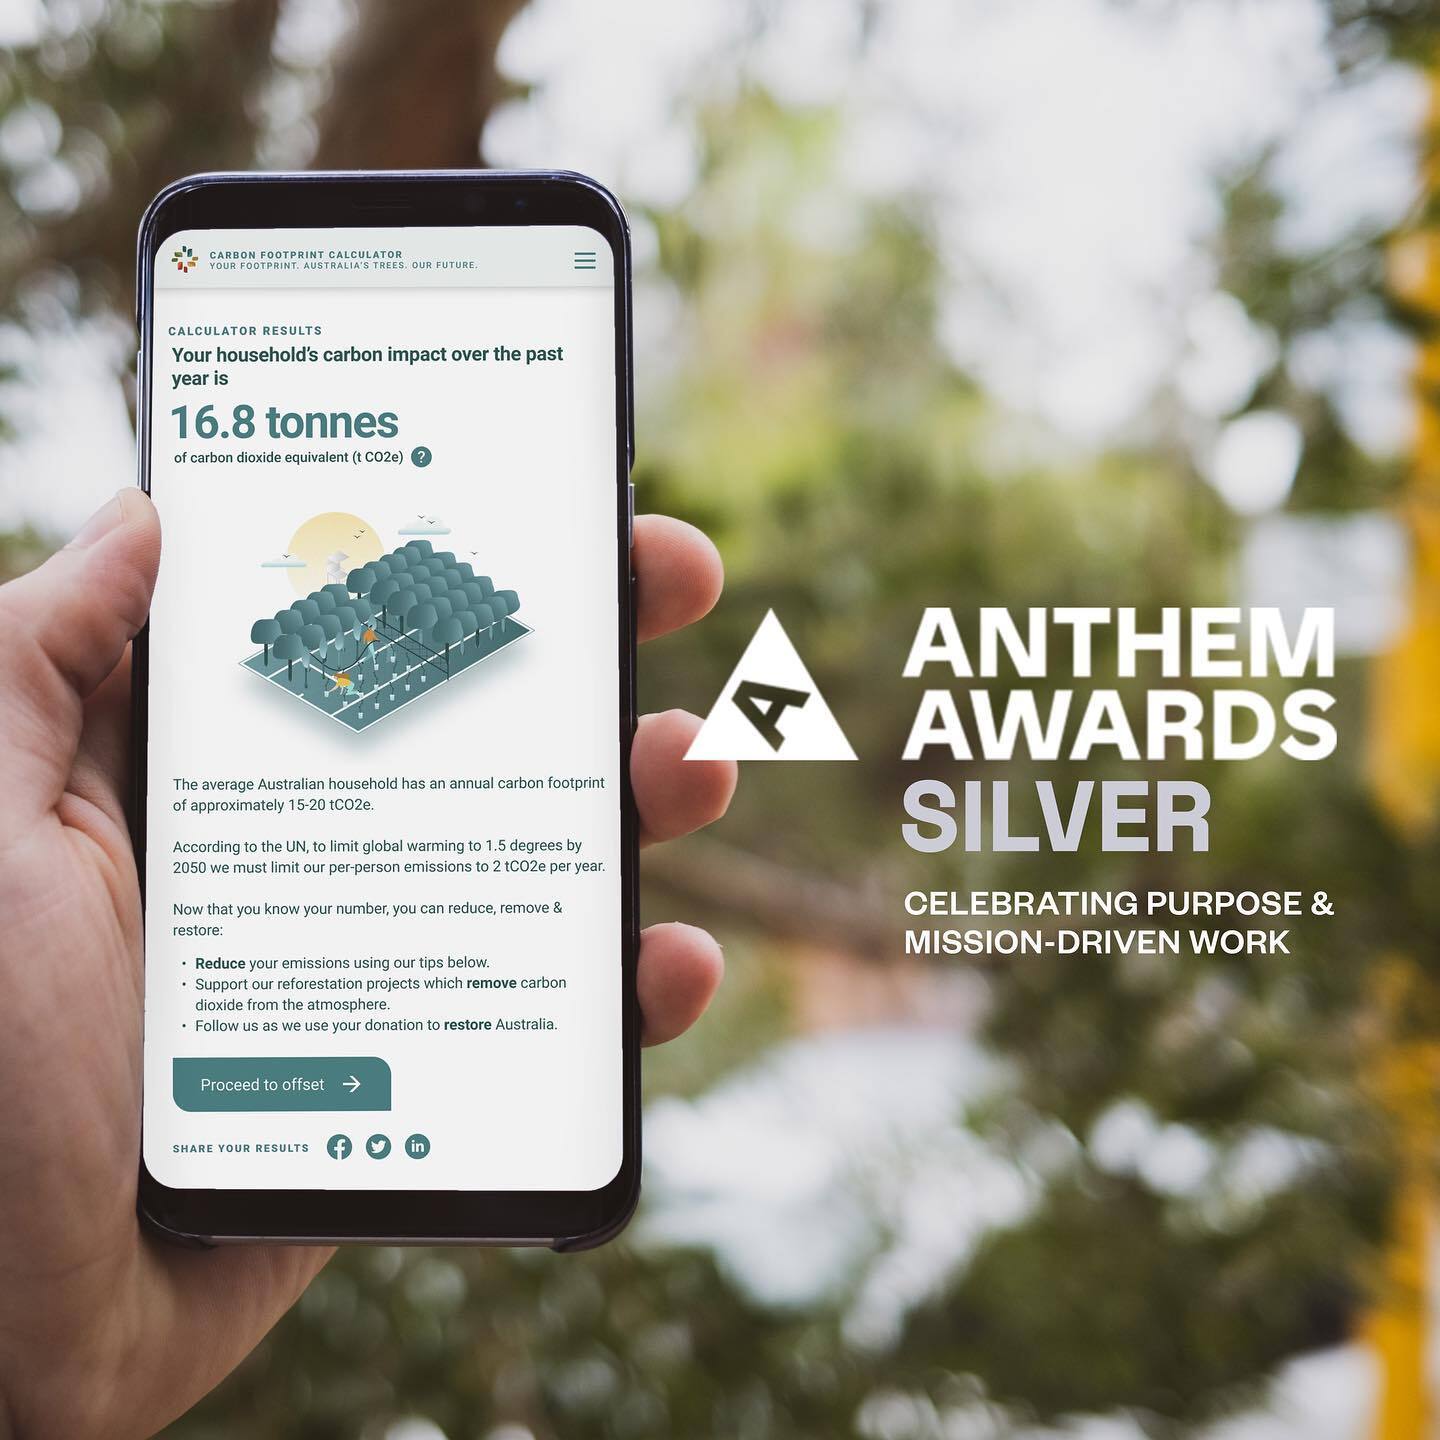 CARBON FOOTPRINT CALCULATOR
YOUR FOOTPRINT. AUSTRALIA'S TREES. OUR FUTURE.
CALCULATOR RESULTS
Your household's carbon impact over the past
year is
16.8 tonnes
of carbon dioxide equivalent (t CO2e) ?
The average Australian household has an annual carbon footprint
of approximately 15-20 tCO2e.
According to the UN, to limit global warming to 1.5 degrees by
2050 we must limit our per-person emissions to 2 tCO2e per year.
Now that you know your number, you can reduce, remove &
restore:
• Reduce your emissions using our tips below.
• Support our reforestation projects which remove carbon
dioxide from the atmosphere.
• Follow us as we use your donation to restore Australia.
Proceed to offset →
SHARE YOUR RESULTS
A
ANTHEM
AWARDS
SILVER
CELEBRATING PURPOSE &
MISSION-DRIVEN WORK